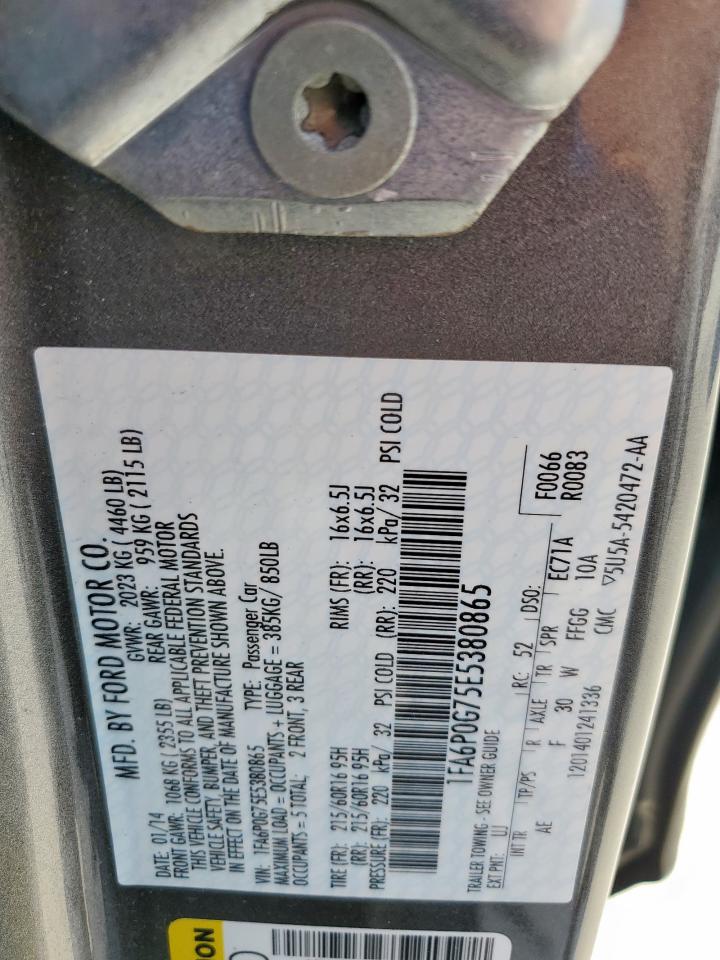 MFD. BY FORD MOTOR CO.
DATE: 01/14 GVWR: 2023 KG ( 4460 LB)
FRONT GAWR: 1068 KG ( 2355 LB) REAR GAWR: 959 KG ( 2115 LB)
THIS VEHICLE CONFORMS TO ALL APPLICABLE FEDERAL MOTOR
VEHICLE SAFETY, BUMPER, AND THEFT PREVENTION STANDARDS
IN EFFECT ON THE DATE OF MANUFACTURE SHOWN ABOVE.
VIN: 1FA6P0G75E5380865 TYPE: Passenger Car
MAXIMUM LOAD = OCCUPANTS + LUGGAGE = 385KG/ 850LB
OCCUPANTS = 5 TOTAL: 2 FRONT, 3 REAR
TIRE (FR): 215/60R16 95H RIMS (FR): 16x6.5J
(RR): 215/60R16 95H (RR): 16x6.5J
PRESSURE (FR): 220 kPa/ 32 PSI COLD (RR): 220 kPa/ 32 PSI COLD
1FA6P0G75E5380865
TRAILER TOWING - SEE OWNER GUIDE F0066
EXT PNT: UJ RC: 52 DSO: R0083
INT TR TP/PS R AXLE TR SPR EC71A
AE F 30 W FFGG 10A
1201401241336 CMC ▽5U5A-5420472-AA
ION